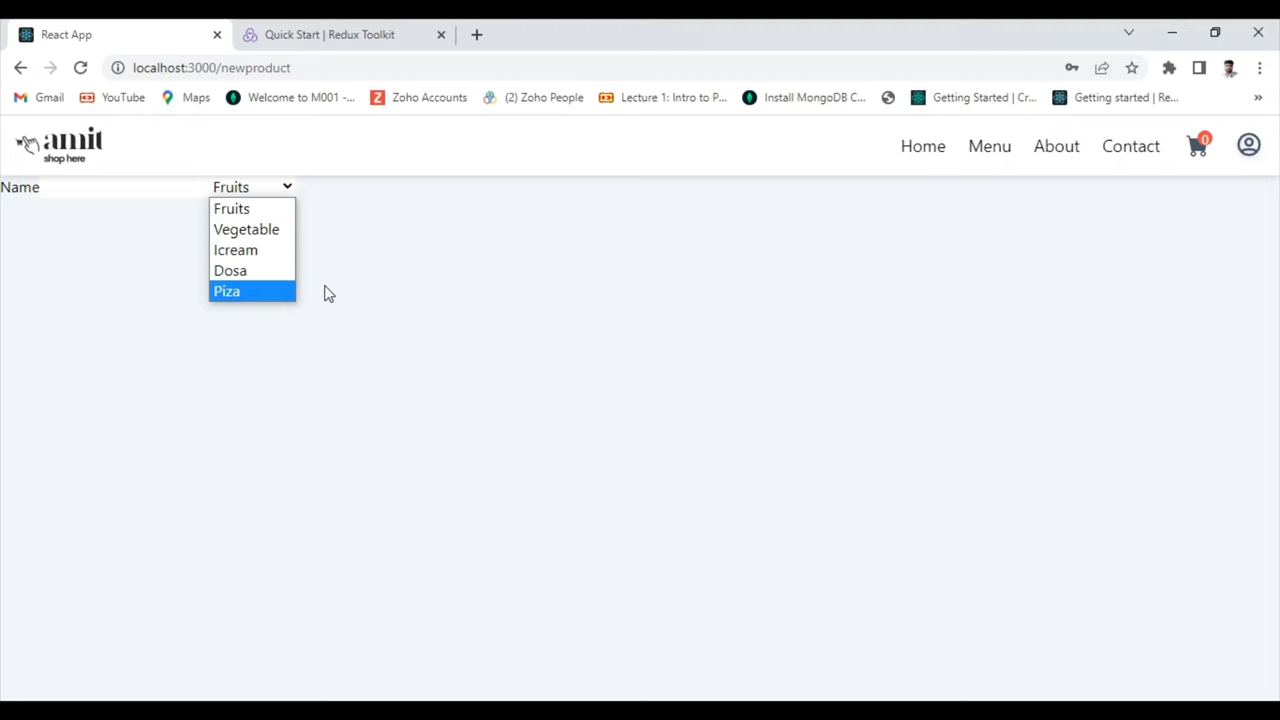 React App
Quick Start | Redux Toolkit
localhost:3000/newproduct
Gmail YouTube Maps Welcome to M001 -... Zoho Accounts (2) Zoho People Lecture 1: Intro to P... Install MongoDB C... Getting Started | Cr... Getting started | Re... »
amit
shop here
Home Menu About Contact 0
Name Fruits
Fruits
Vegetable
Icream
Dosa
Piza